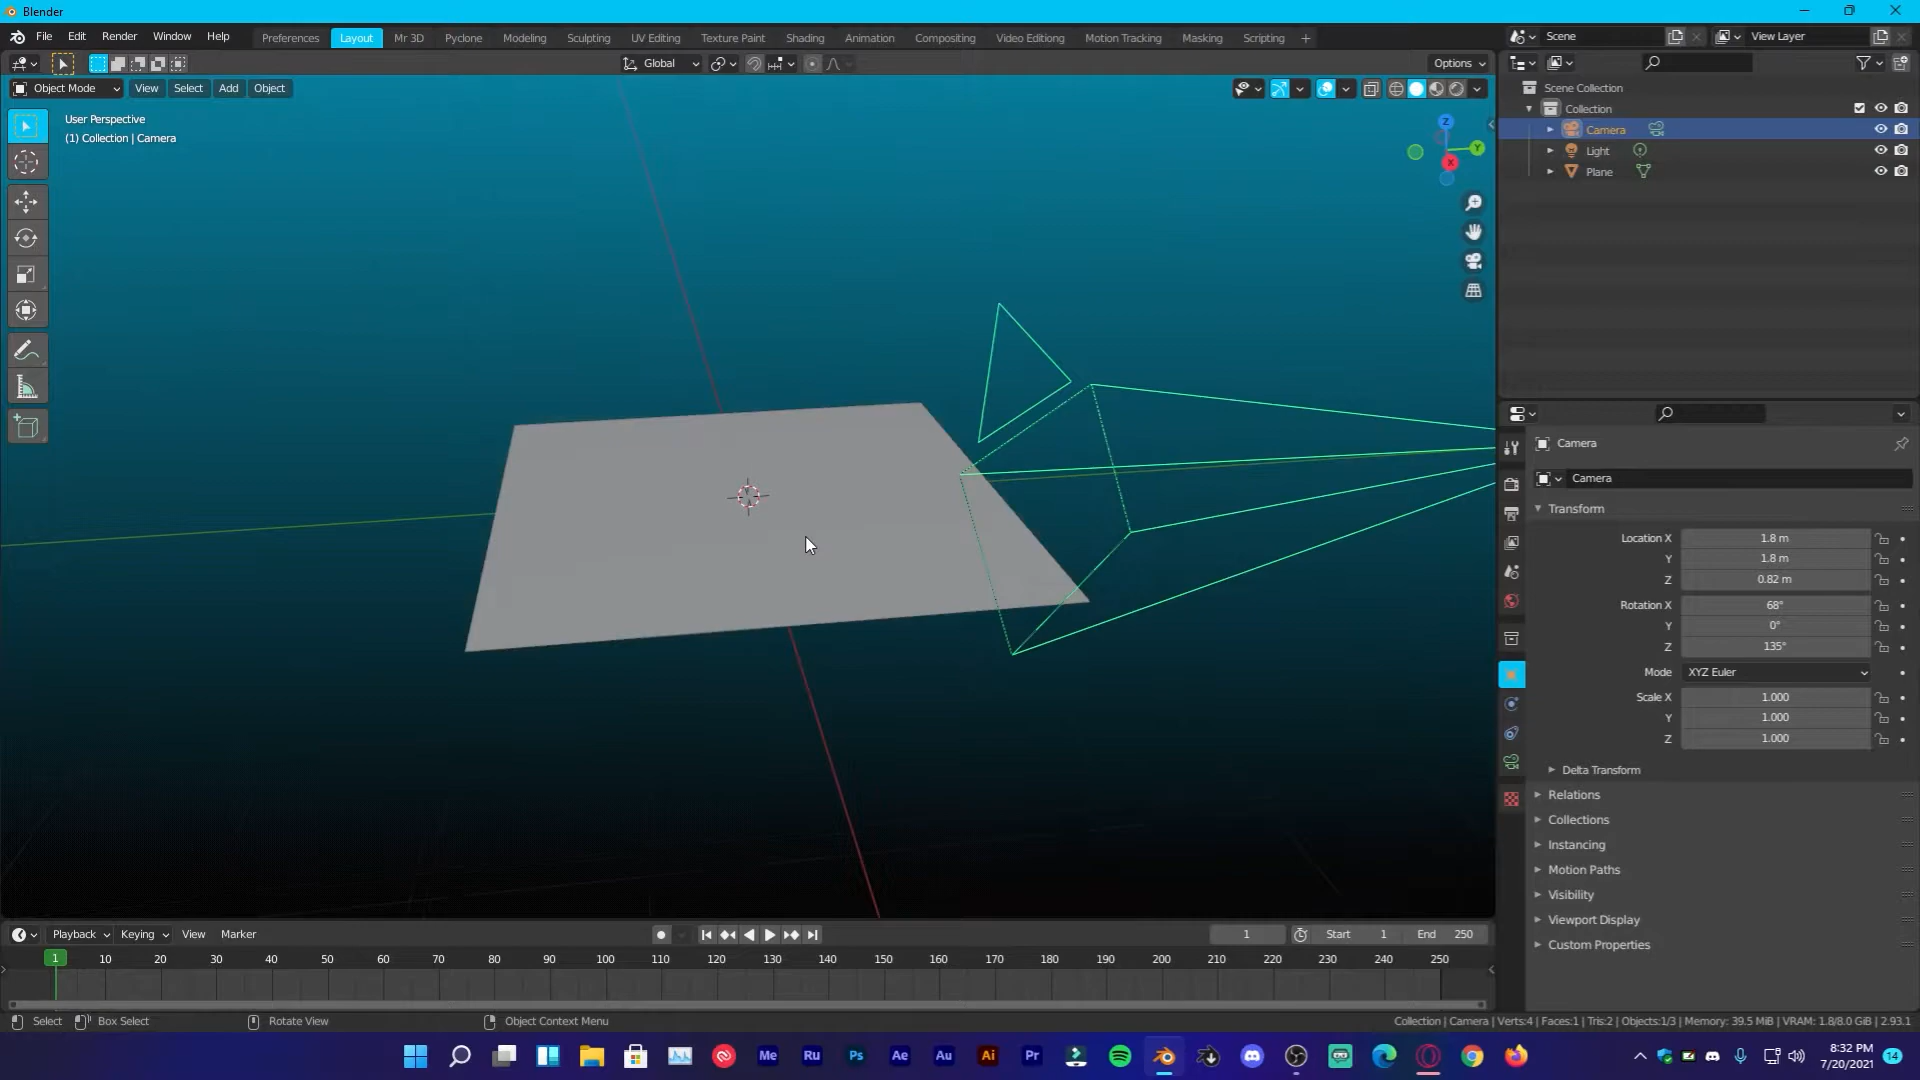 Blender
File Edit Render Window Help
Preferences Layout Mr 3D Pyclone Modeling Sculpting UV Editing Texture Paint Shading Animation Compositing Video Editing Motion Tracking Masking Scripting +
Scene
View Layer
Global
Options
Object Mode View Select Add Object
User Perspective
(1) Collection | Camera
Z
Y
X
Scene Collection
Collection
Camera
Light
Plane
Camera
Camera
Transform
Location X 1.8 m
Y 1.8 m
Z 0.82 m
Rotation X 68°
Y 0°
Z 135°
Mode XYZ Euler
Scale X 1.000
Y 1.000
Z 1.000
Delta Transform
Relations
Collections
Instancing
Motion Paths
Visibility
Viewport Display
Custom Properties
Playback Keying View Marker
1 Start 1 End 250
1 10 20 30 40 50 60 70 80 90 100 110 120 130 140 150 160 170 180 190 200 210 220 230 240 250
Select Box Select Rotate View Object Context Menu
Collection | Camera | Verts:4 | Faces:1 | Tris:2 | Objects:1/3 | Memory: 39.5 MiB | VRAM: 1.8/8.0 GiB | 2.93.1
Me Ru Ps Ae Au Ai Pr
8:32 PM
7/20/2021
14